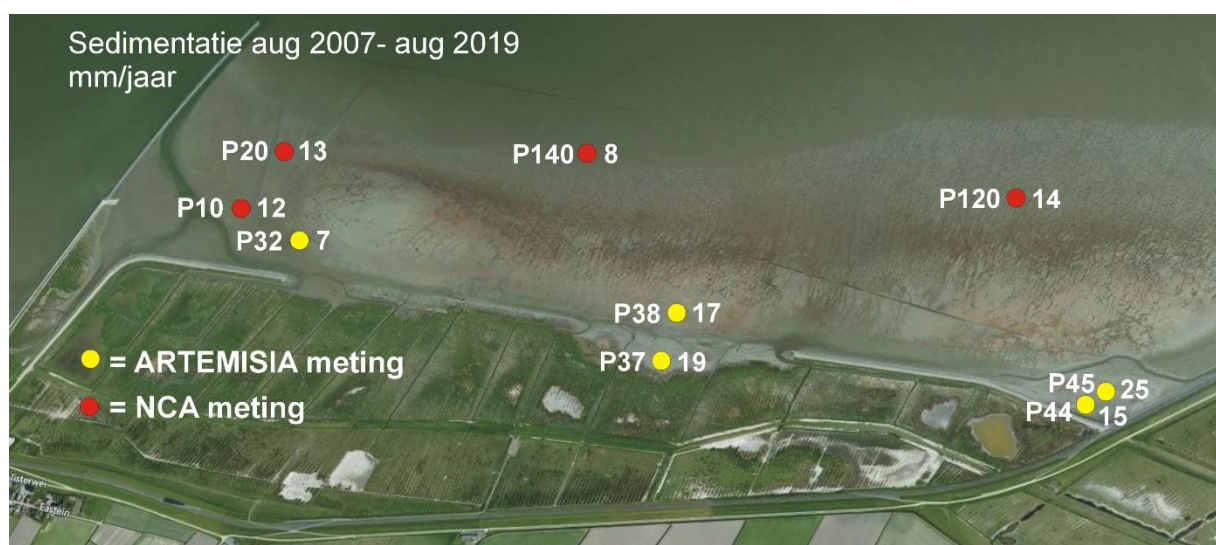 Sedimentatie aug 2007- aug 2019
mm/jaar
P20 13
P140 8
P10 12
P120 14
P32 7
P38 17
P37 19
= ARTEMISIA meting
P45 25
P44 15
= NCA meting
Eastein